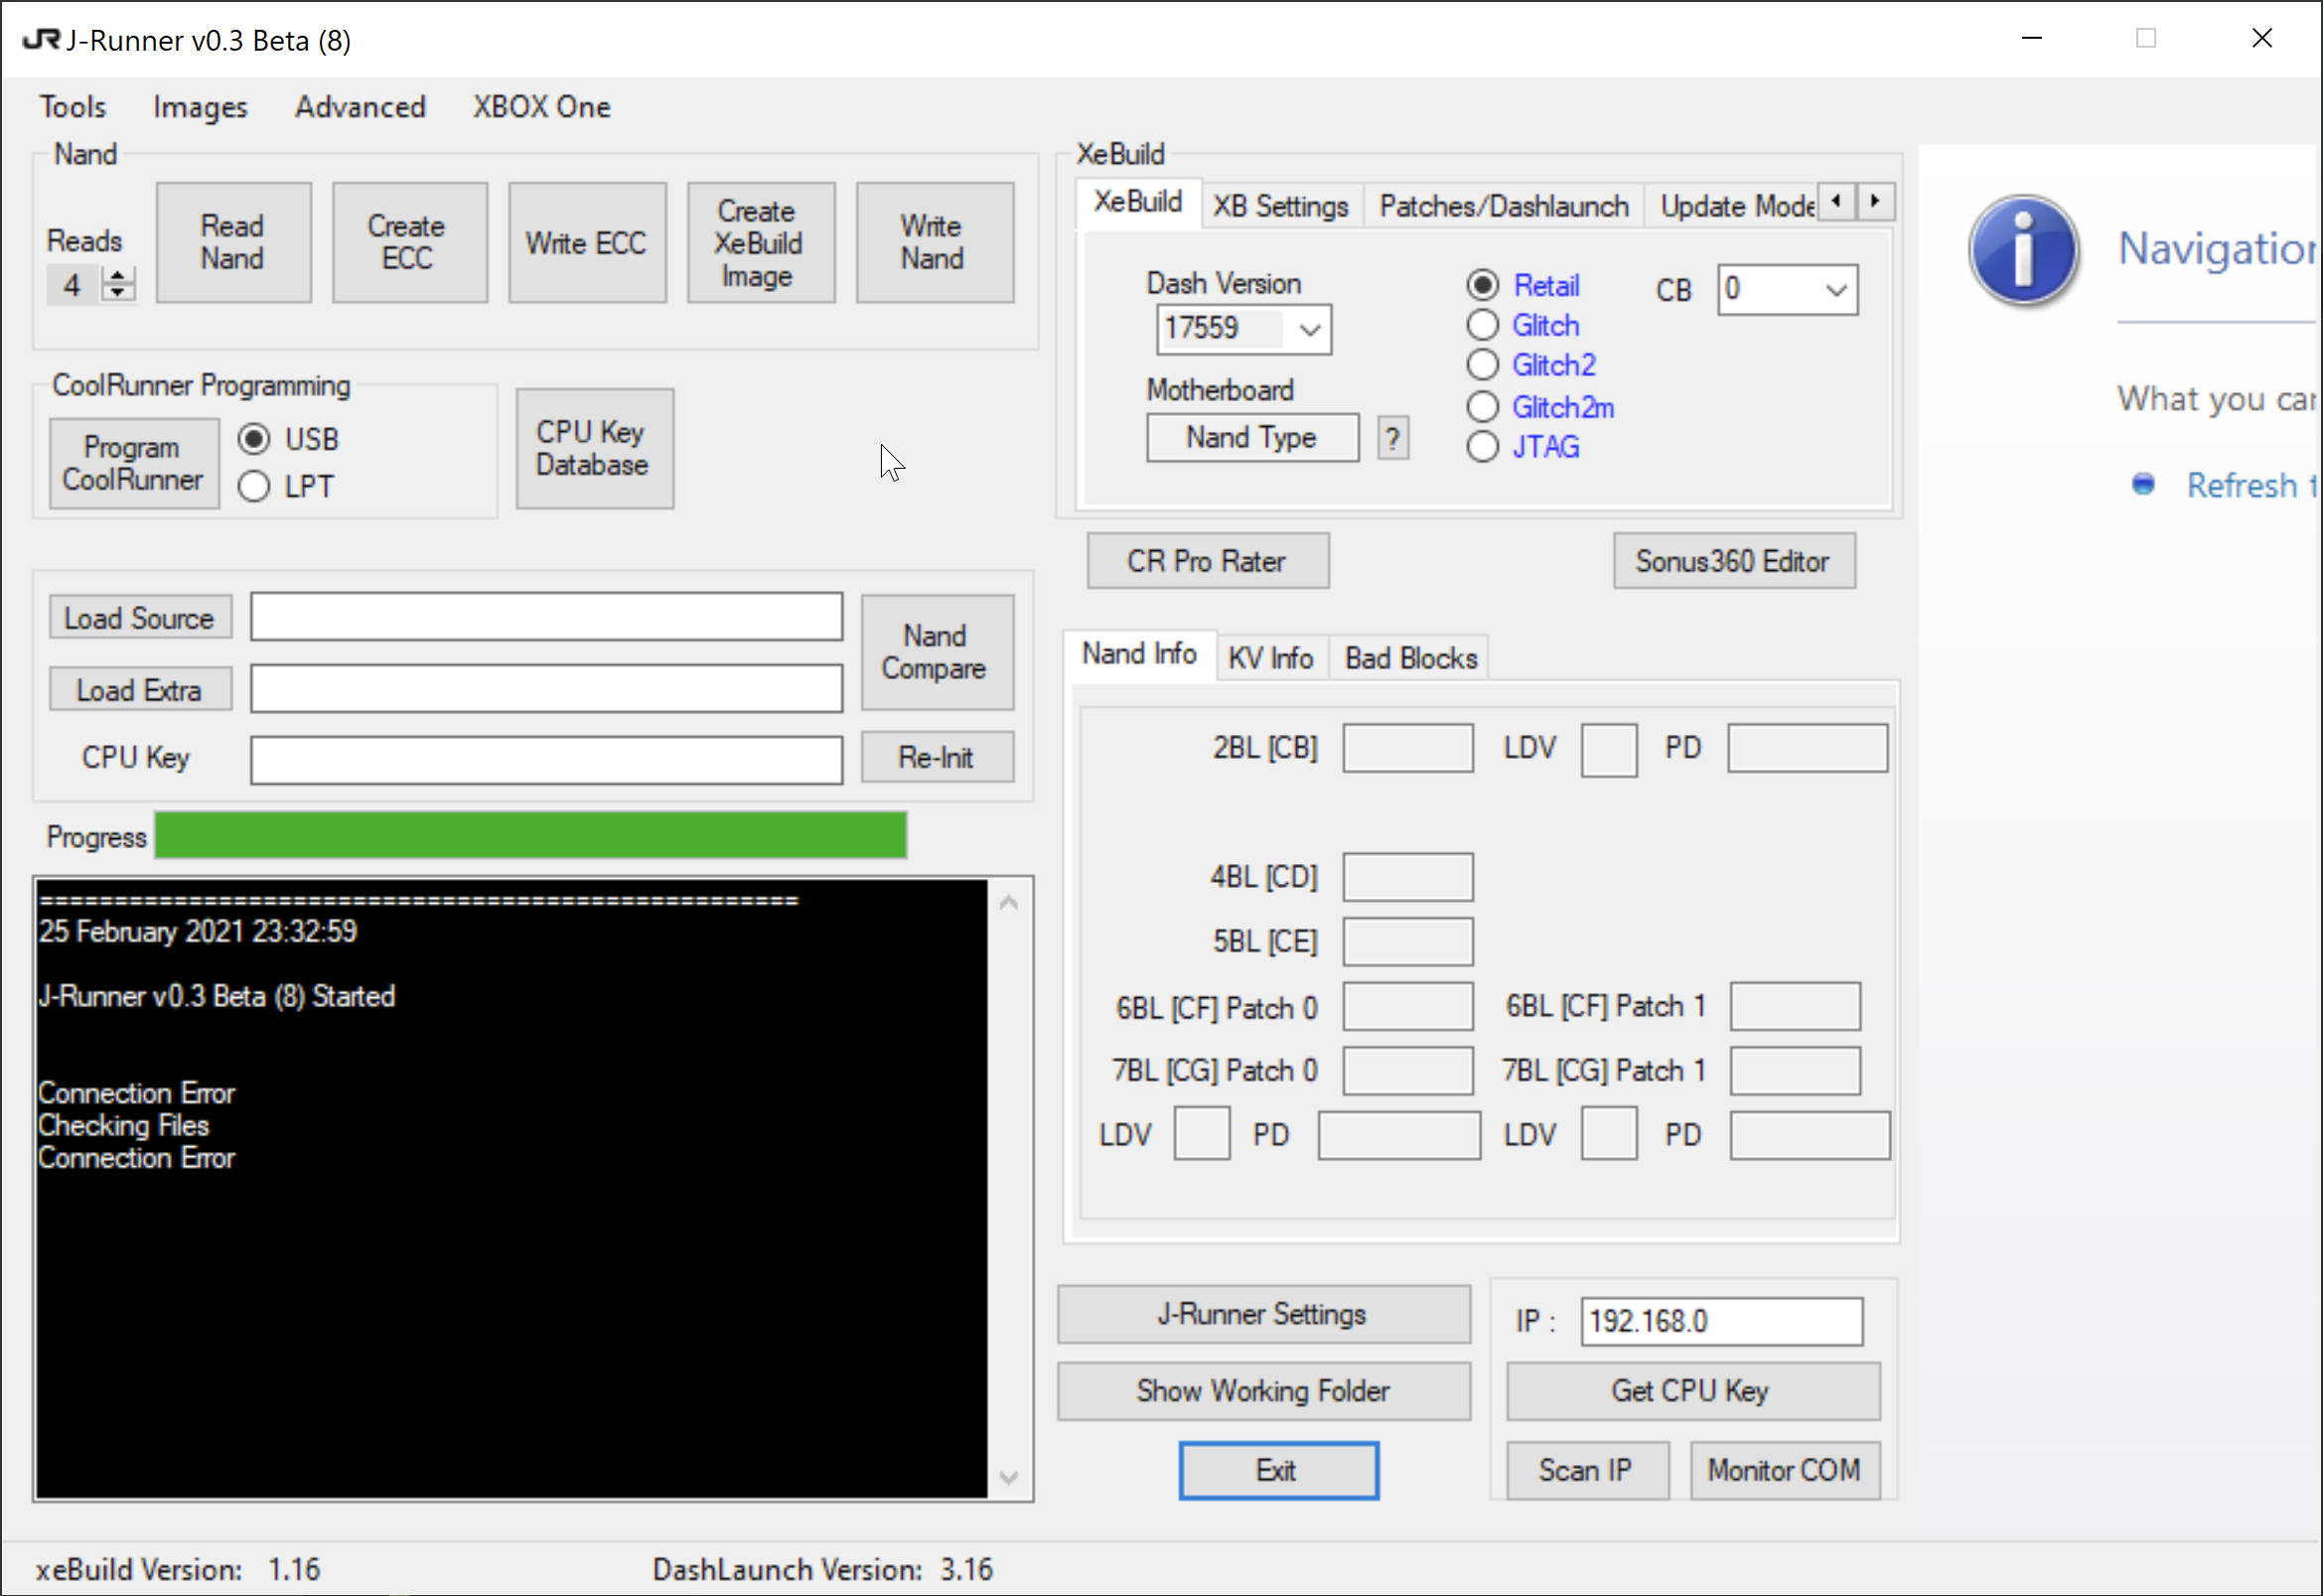 JR J-Runner v0.3 Beta (8)
Tools Images Advanced XBOX One
Nand
Reads
4
Read
Nand
Create
ECC
Write ECC
Create
XeBuild
Image
Write
Nand
CoolRunner Programming
Program
CoolRunner
USB
LPT
CPU Key
Database
Load Source
Load Extra
CPU Key
Nand
Compare
Re-Init
Progress
==================================================
25 February 2021 23:32:59
J-Runner v0.3 Beta (8) Started
Connection Error
Checking Files
Connection Error
XeBuild
XeBuild XB Settings Patches/Dashlaunch Update Mode
Dash Version
17559
Motherboard
Nand Type
?
Retail
Glitch
Glitch2
Glitch2m
JTAG
CB 0
CR Pro Rater
Sonus360 Editor
Nand Info KV Info Bad Blocks
2BL [CB] LDV PD
4BL [CD]
5BL [CE]
6BL [CF] Patch 0 6BL [CF] Patch 1
7BL [CG] Patch 0 7BL [CG] Patch 1
LDV PD LDV PD
J-Runner Settings
Show Working Folder
Exit
IP : 192.168.0
Get CPU Key
Scan IP
Monitor COM
Navigation
What you can
Refresh t
xeBuild Version: 1.16
DashLaunch Version: 3.16